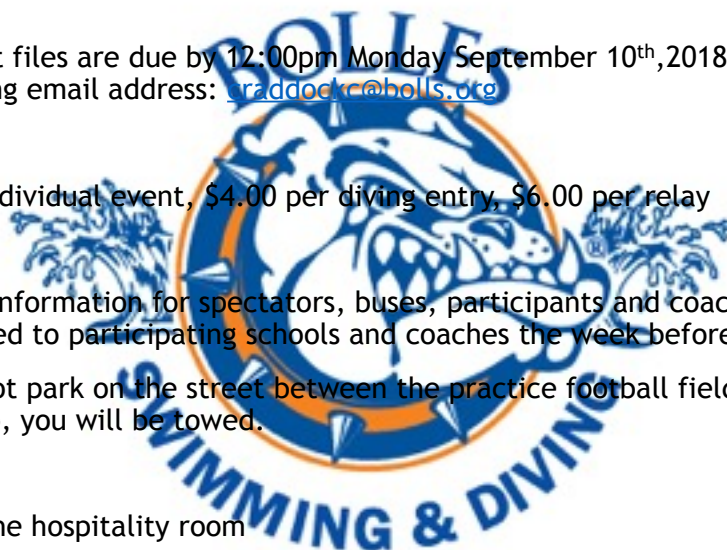 BOLLES
t files are due by 12:00pm Monday September 10th,2018
ng email address: craddockc@bolls.org
dividual event, $4.00 per diving entry, $6.00 per relay
®
information for spectators, buses, participants and coac
ed to participating schools and coaches the week before
ot park on the street between the practice football field
, you will be towed.
SWIMMING & DIVING
he hospitality room